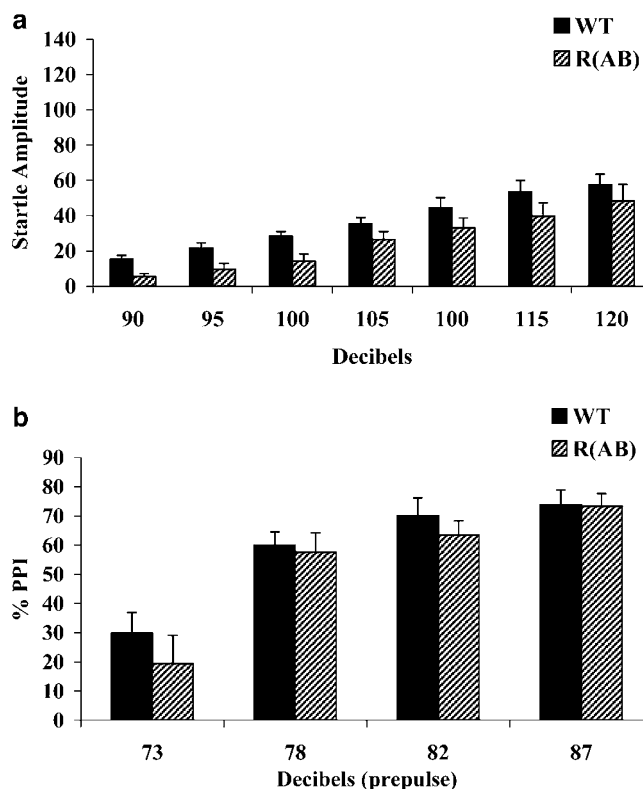 a
WT
R(AB)
Startle Amplitude
140
120
100
80
60
40
20
0
90 95 100 105 100 115 120
Decibels
b
WT
R(AB)
% PPI
90
80
70
60
50
40
30
20
10
0
73 78 82 87
Decibels (prepulse)